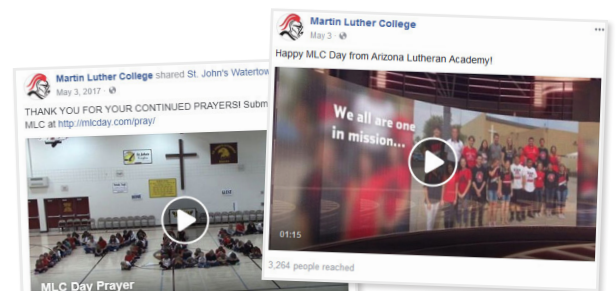 Martin Luther College
May 3 ·
Happy MLC Day from Arizona Lutheran Academy!
We all are one
in mission...
01:15
3,264 people reached
Martin Luther College shared St. John's Watertow
May 3, 2017 ·
THANK YOU FOR YOUR CONTINUED PRAYERS! Subm
MLC at http://mlcday.com/pray/
MLC Day Prayer